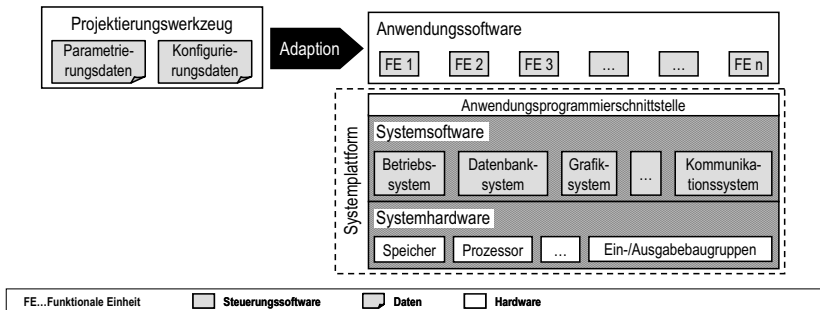 Projektierungswerkzeug
Parametrie-
rungsdaten
Konfigurie-
rungsdaten
Adaption
Anwendungssoftware
FE 1
FE 2
FE 3
...
...
FE n
Systemplattform
Anwendungsprogrammierschnittstelle
Systemsoftware
Betriebs-
system
Datenbank-
system
Grafik-
system
...
Kommunika-
tionssystem
Systemhardware
Speicher
Prozessor
...
Ein-/Ausgabebaugruppen
FE...Funktionale Einheit
Steuerungssoftware
Daten
Hardware